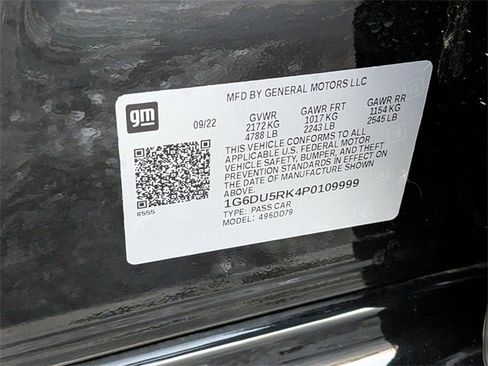 MFD BY GENERAL MOTORS LLC
gm
09/22
GVWR GAWR FRT GAWR RR
2172 KG 1017 KG 1154 KG
4788 LB 2243 LB 2545 LB
THIS VEHICLE CONFORMS TO ALL
APPLICABLE U.S. FEDERAL MOTOR
VEHICLE SAFETY, BUMPER, AND THEFT
PREVENTION STANDARDS IN EFFECT ON
THE DATE OF MANUFACTURE SHOWN
ABOVE.
1G6DU5RK4P0109999
TYPE: PASS CAR
MODEL: 496DD79
8555